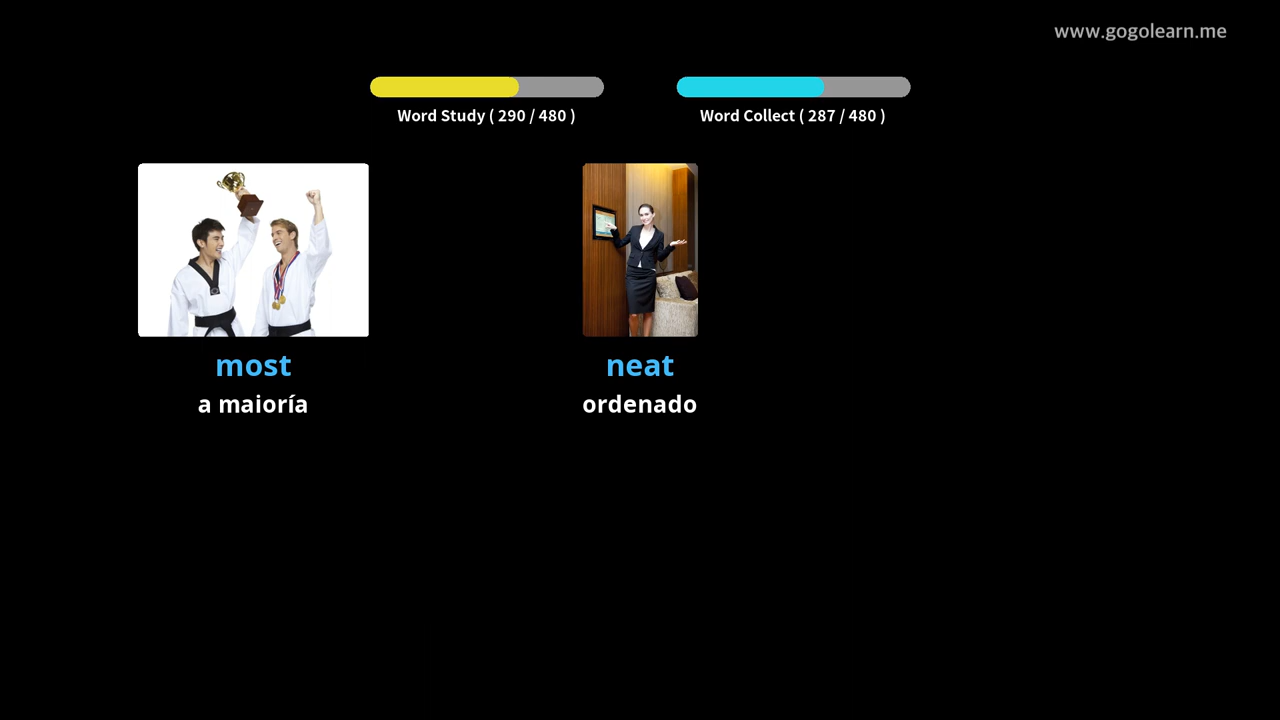 www.gogolearn.me
Word Study ( 290 / 480 )
Word Collect ( 287 / 480 )
most
a maioría
neat
ordenado